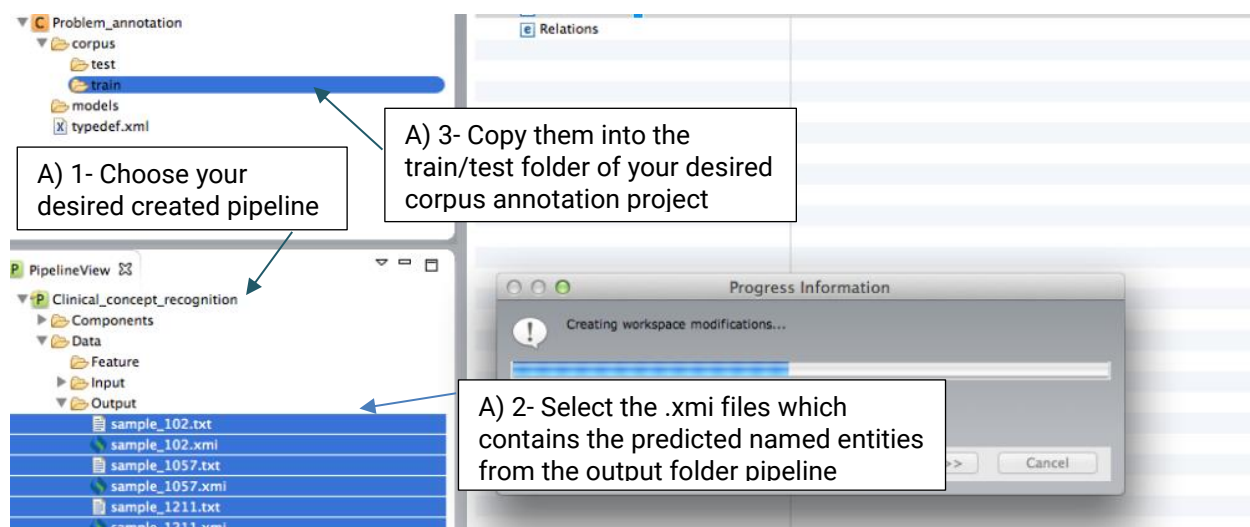 Problem_annotation
corpus
test
train
models
typedef.xml
Relations
A) 3- Copy them into the
train/test folder of your desired
corpus annotation project
A) 1- Choose your
desired created pipeline
PipelineView
Clinical_concept_recognition
Components
Data
Feature
Input
Output
sample_102.txt
sample_102.xmi
sample_1057.txt
sample_1057.xmi
sample_1211.txt
sample_1211.xmi
Progress Information
Creating workspace modifications...
A) 2- Select the .xmi files which
contains the predicted named entities
from the output folder pipeline
>>
Cancel